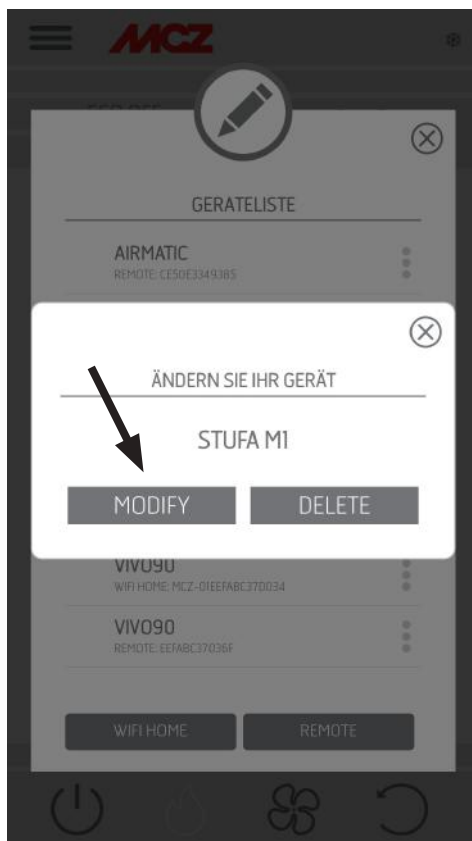 MCZ
GERATELISTE
AIRMATIC
REMOTE: CE50E3349385
ÄNDERN SIE IHR GERÄT
STUFA M1
MODIFY
DELETE
VIVO90
WIFI HOME: MCZ-01EEFABC37D034
VIVO90
REMOTE: EEFABC37036F
WIFI HOME
REMOTE